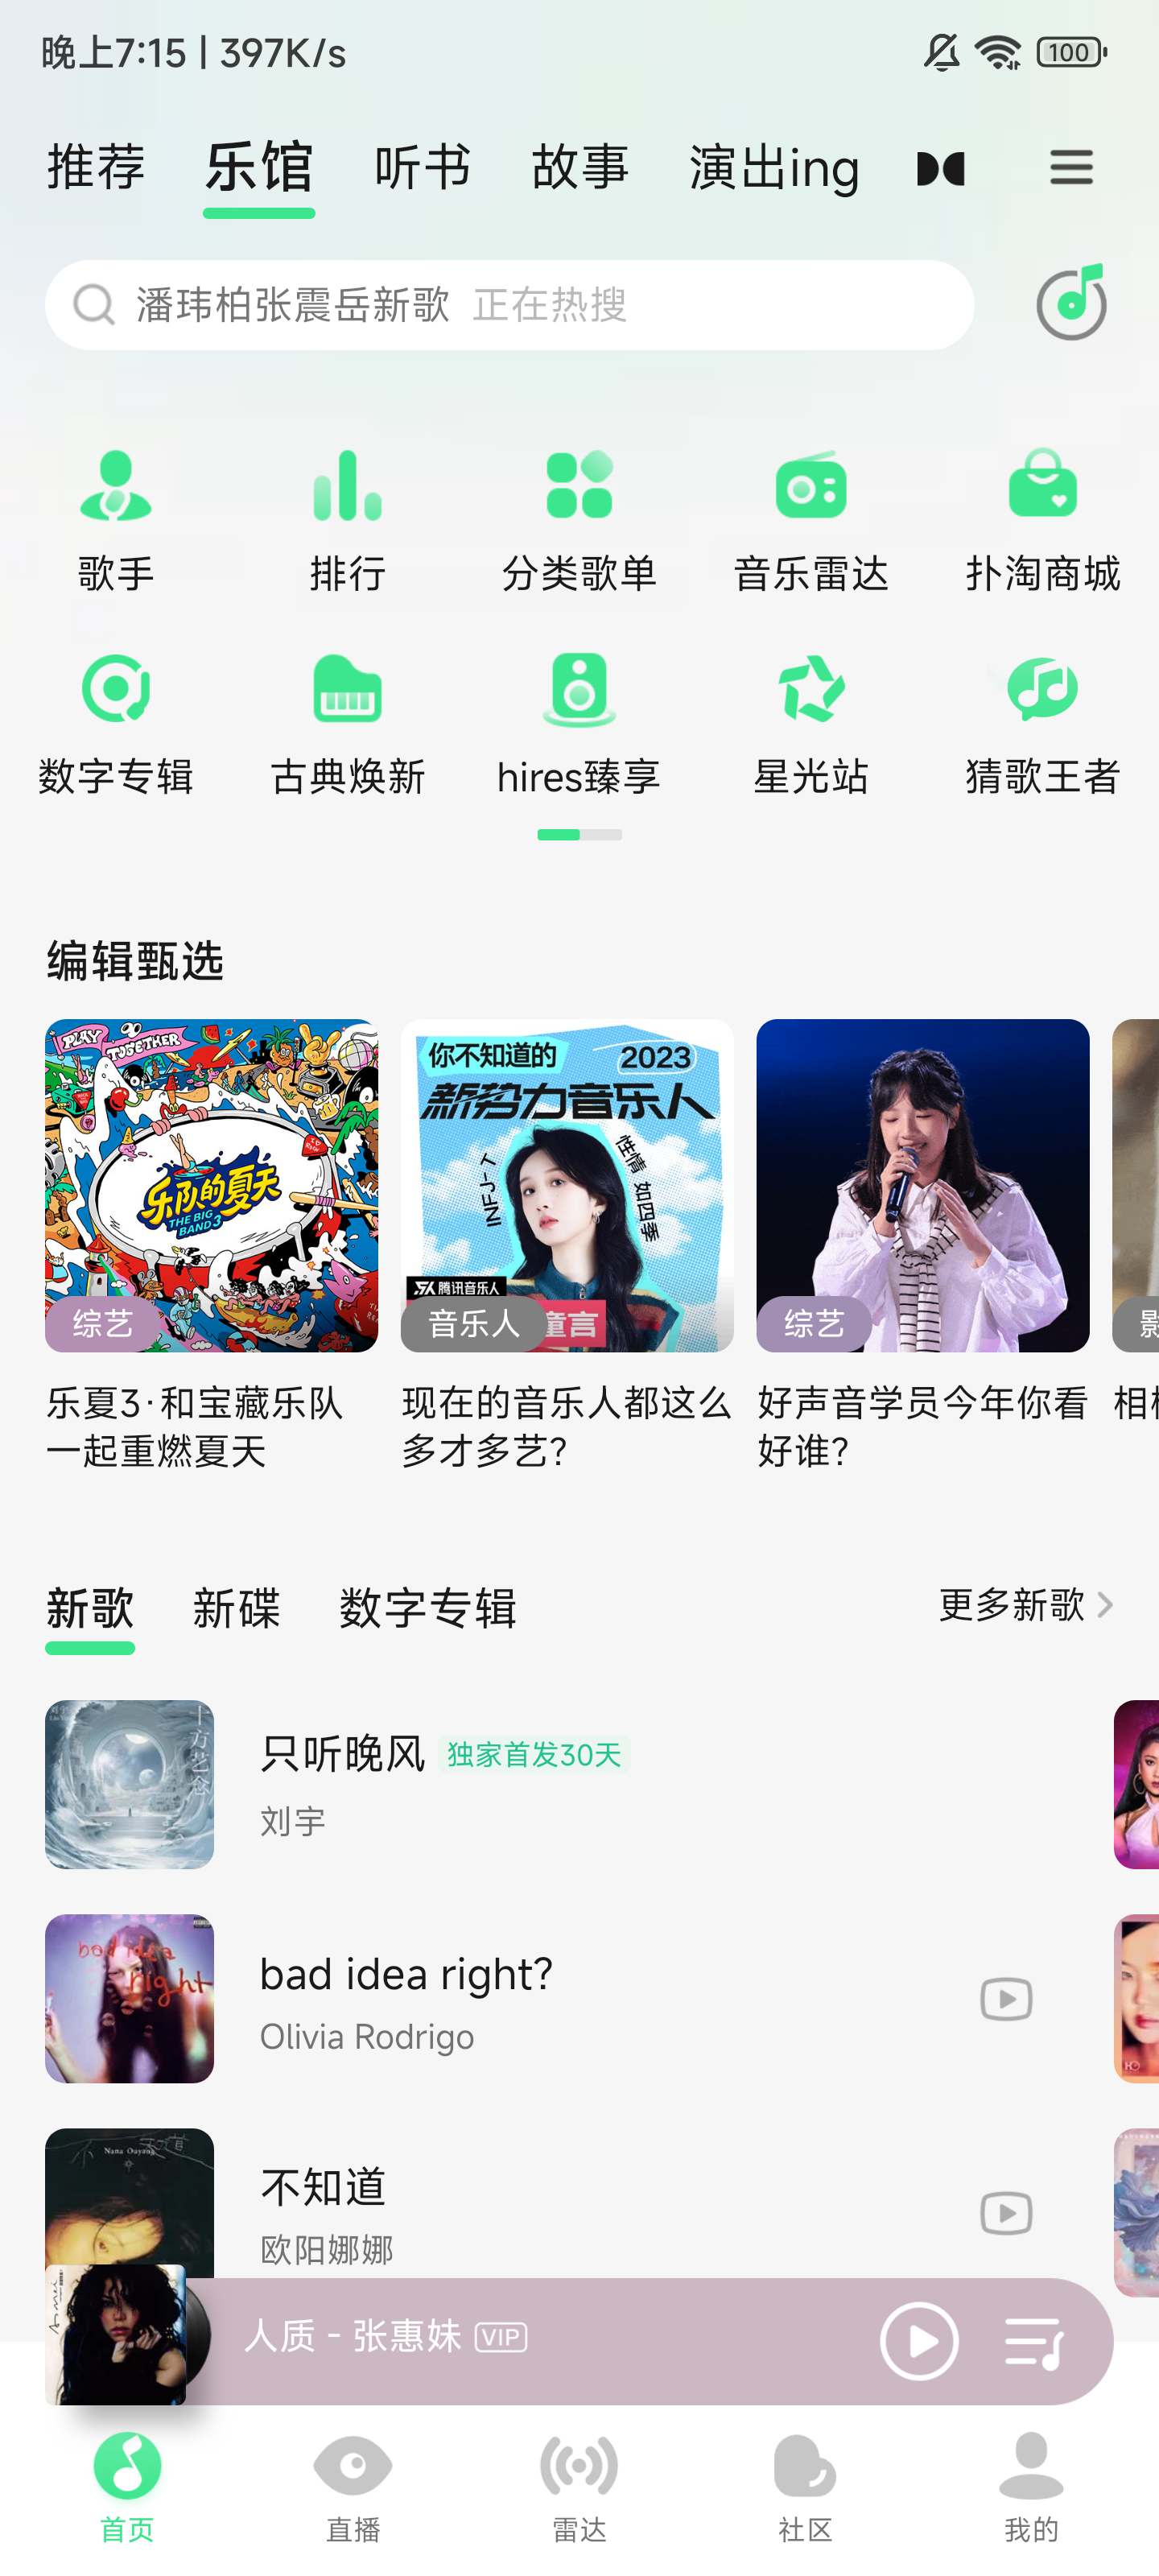 晚上7:15 | 397K/s
100
推荐 乐馆 听书 故事 演出ing
潘玮柏张震岳新歌 正在热搜
歌手 排行 分类歌单 音乐雷达 扑淘商城
数字专辑 古典焕新 hires臻享 星光站 猜歌王者
编辑甄选
PLAY TOGETHER
乐队的夏天
THE BIG BAND 3
综艺
你不知道的 2023
新势力音乐人
INFJ-T
性情 如四季
腾讯音乐人
音乐人
童言
综艺
影
乐夏3·和宝藏乐队
一起重燃夏天
现在的音乐人都这么
多才多艺?
好声音学员今年你看
好谁?
新歌 新碟 数字专辑 更多新歌
只听晚风 独家首发30天
刘宇
bad idea right
bad idea right?
Olivia Rodrigo
不知道
Nana Ouyang
不知道
欧阳娜娜
人质 - 张惠妹 VIP
首页 直播 雷达 社区 我的